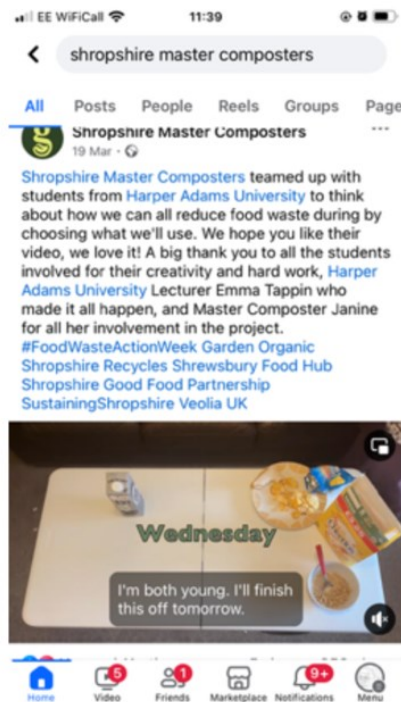 EE WiFiCall 11:39
shropshire master composters
All Posts People Reels Groups Page
Shropshire Master Composters
19 Mar
Shropshire Master Composters teamed up with
students from Harper Adams University to think
about how we can all reduce food waste during by
choosing what we'll use. We hope you like their
video, we love it! A big thank you to all the students
involved for their creativity and hard work, Harper
Adams University Lecturer Emma Tappin who
made it all happen, and Master Composter Janine
for all her involvement in the project.
#FoodWasteActionWeek Garden Organic
Shropshire Recycles Shrewsbury Food Hub
Shropshire Good Food Partnership
SustainingShropshire Veolia UK
Wednesday
I'm both young. I'll finish
this off tomorrow.
5 1 9+
Home Video Friends Marketplace Notifications Menu